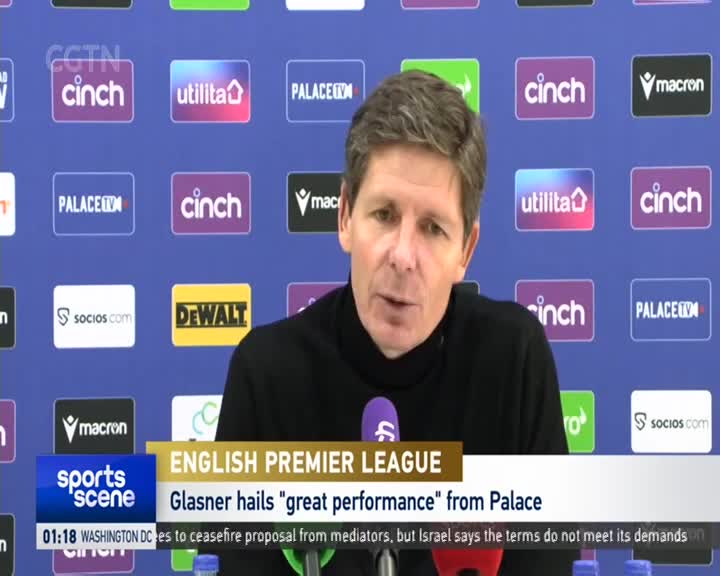 CGTN
cinch
utilita
PALACE TV
cinch
macron
PALACE TV
cinch
macron
utilita
cinch
socios.com
DEWALT
cinch
PALACE TV
macron
socios.com
ENGLISH PREMIER LEAGUE
sports
scene
Glasner hails "great performance" from Palace
01:18 WASHINGTON DC
ees to ceasefire proposal from mediators, but Israel says the terms do not meet its demands